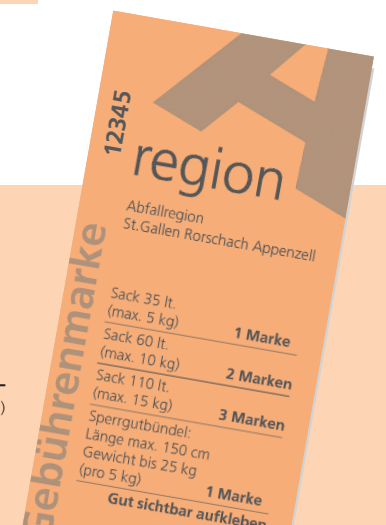 A
12345
region
Abfallregion
St.Gallen Rorschach Appenzell
Gebührenmarke
Sack 35 lt.
(max. 5 kg)
1 Marke
Sack 60 lt.
(max. 10 kg)
2 Marken
Sack 110 lt.
(max. 15 kg)
3 Marken
Sperrgutbündel:
Länge max. 150 cm
Gewicht bis 25 kg
(pro 5 kg)
1 Marke
Gut sichtbar aufkleben
)